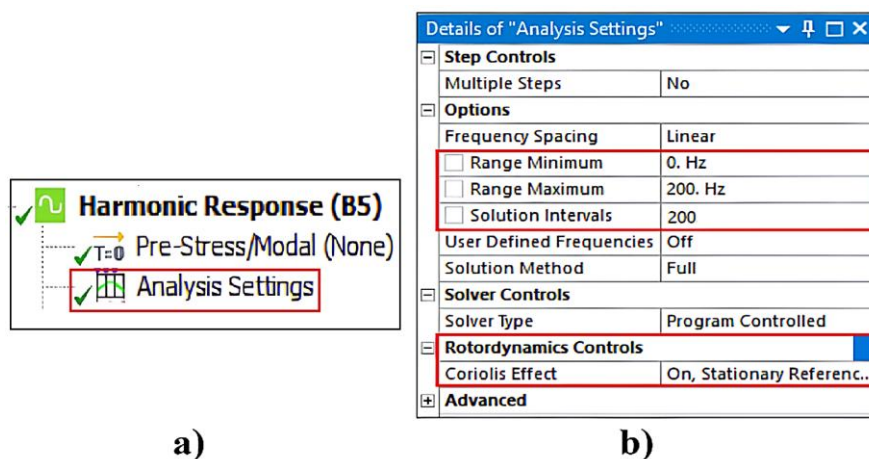 Harmonic Response (B5)
T=0 Pre-Stress/Modal (None)
Analysis Settings
a)
Details of "Analysis Settings"
Step Controls
Multiple Steps No
Options
Frequency Spacing Linear
Range Minimum 0. Hz
Range Maximum 200. Hz
Solution Intervals 200
User Defined Frequencies Off
Solution Method Full
Solver Controls
Solver Type Program Controlled
Rotordynamics Controls
Coriolis Effect On, Stationary Referenc...
Advanced
b)